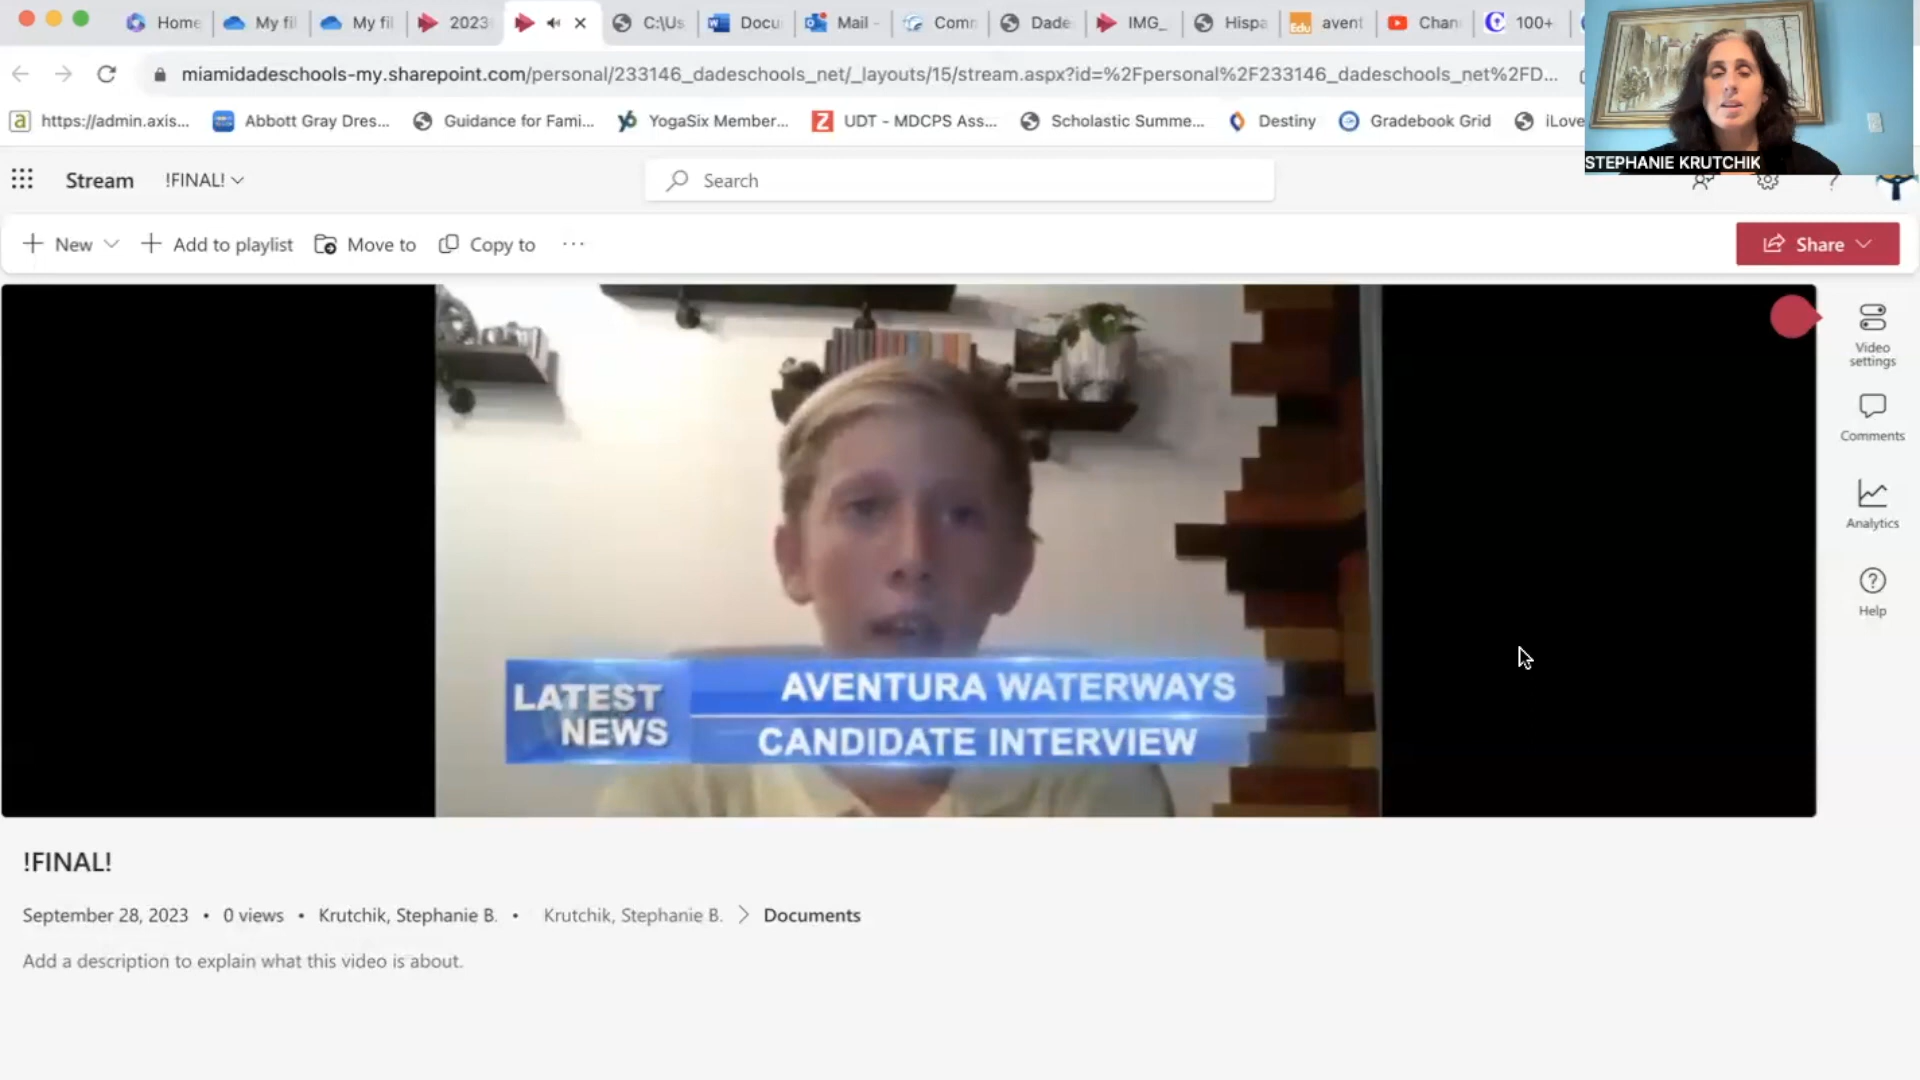 Home
My fil
My fil
2023
C:\Us
Docu
Mail -
Comn
Dade
IMG_
Hispa
Edu
avent
Chan
100+
miamidadeschools-my.sharepoint.com/personal/233146_dadeschools_net/_layouts/15/stream.aspx?id=%2Fpersonal%2F233146_dadeschools_net%2FD...
https://admin.axis...
Abbott Gray Dres...
Guidance for Fami...
YogaSix Member...
UDT - MDCPS Ass...
Scholastic Summe...
Destiny
Gradebook Grid
iLove
STEPHANIE KRUTCHIK
Stream
!FINAL!
Search
New
Add to playlist
Move to
Copy to
...
Share
Video
settings
Comments
Analytics
Help
LATEST
NEWS
AVENTURA WATERWAYS
CANDIDATE INTERVIEW
!FINAL!
September 28, 2023 • 0 views • Krutchik, Stephanie B. • Krutchik, Stephanie B. > Documents
Add a description to explain what this video is about.